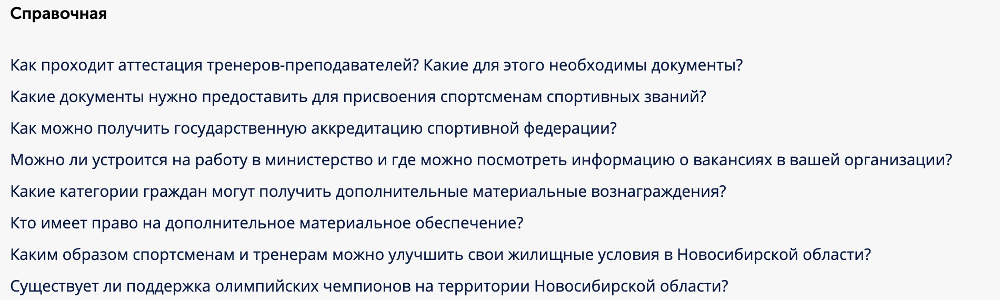 Справочная
Как проходит аттестация тренеров-преподавателей? Какие для этого необходимы документы?
Какие документы нужно предоставить для присвоения спортсменам спортивных званий?
Как можно получить государственную аккредитацию спортивной федерации?
Можно ли устроится на работу в министерство и где можно посмотреть информацию о вакансиях в вашей организации?
Какие категории граждан могут получить дополнительные материальные вознаграждения?
Кто имеет право на дополнительное материальное обеспечение?
Каким образом спортсменам и тренерам можно улучшить свои жилищные условия в Новосибирской области?
Существует ли поддержка олимпийских чемпионов на территории Новосибирской области?